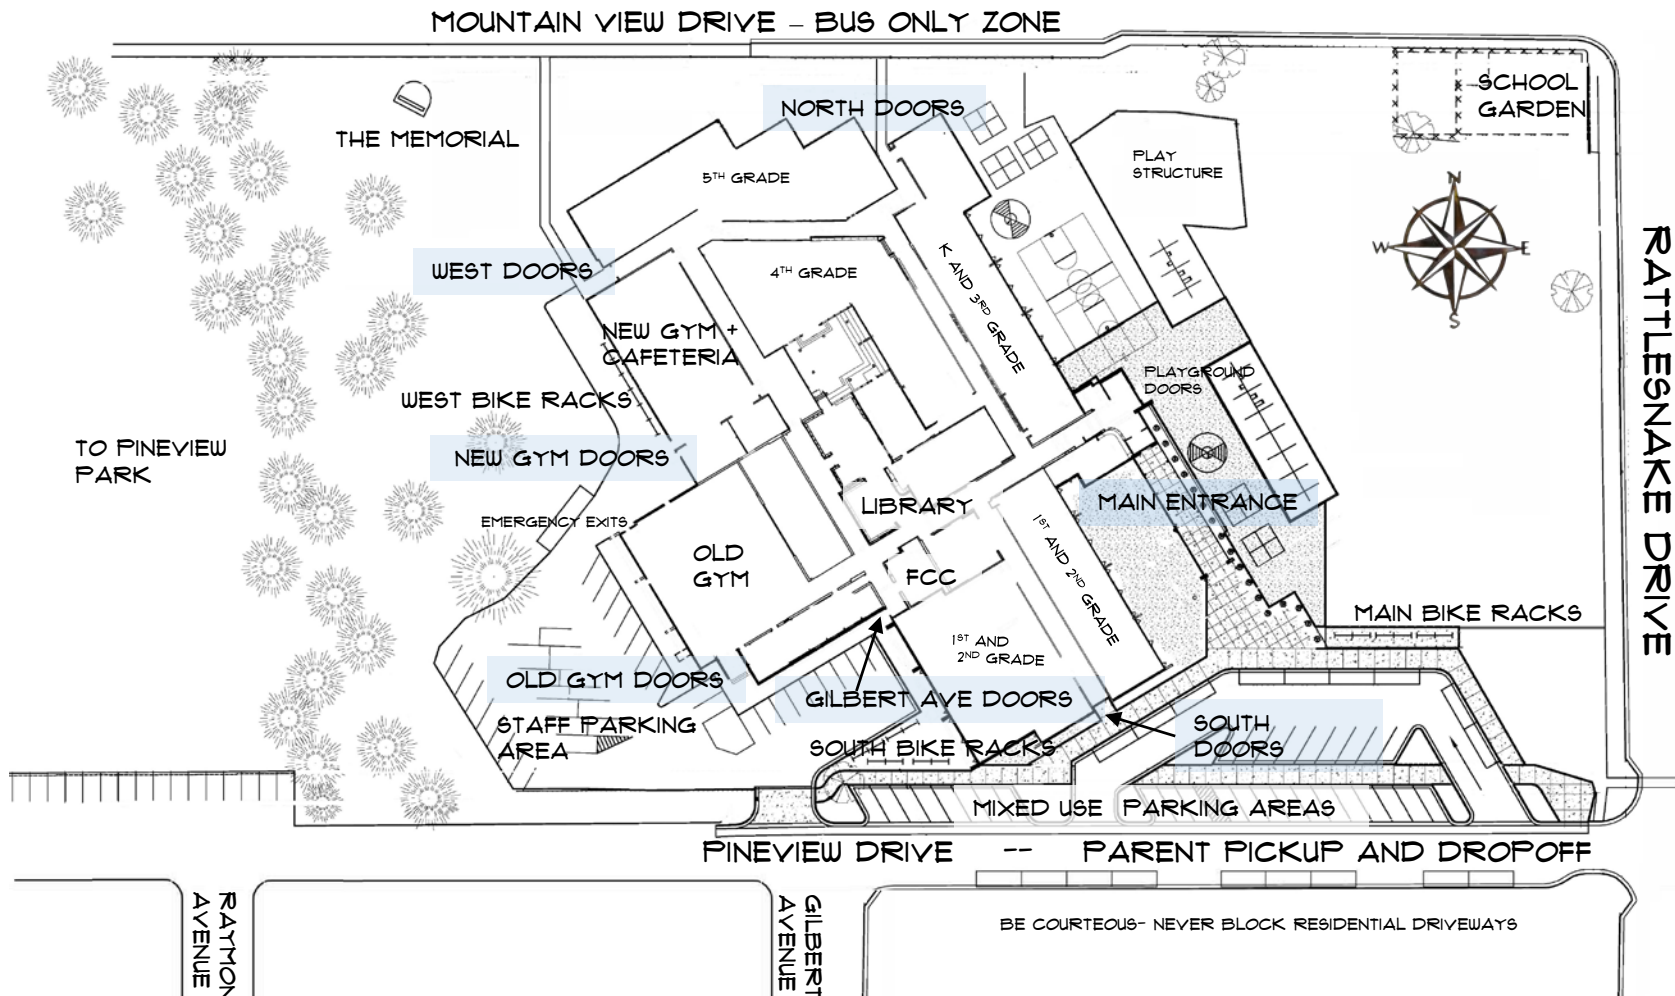 MOUNTAIN VIEW DRIVE – BUS ONLY ZONE
SCHOOL
GARDEN
NORTH DOORS
THE MEMORIAL
PLAY
STRUCTURE
5TH GRADE
N
W
E
S
WEST DOORS
4TH GRADE
K AND 3RD GRADE
RATTLESNAKE DRIVE
NEW GYM +
CAFETERIA
PLAYGROUND
DOORS
WEST BIKE RACKS
TO PINEVIEW
PARK
NEW GYM DOORS
LIBRARY
MAIN ENTRANCE
EMERGENCY EXITS
OLD
GYM
FCC
1ST AND 2ND GRADE
MAIN BIKE RACKS
1ST AND
2ND GRADE
OLD GYM DOORS
GILBERT AVE DOORS
STAFF PARKING
AREA
SOUTH
DOORS
SOUTH BIKE RACKS
MIXED USE PARKING AREAS
PINEVIEW DRIVE -- PARENT PICKUP AND DROPOFF
RAYMON
AVENUE
GILBERT
AVENUE
BE COURTEOUS- NEVER BLOCK RESIDENTIAL DRIVEWAYS